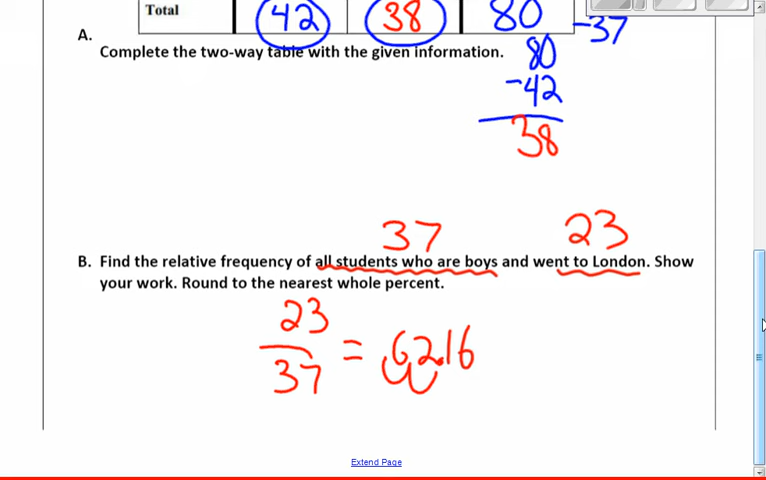 Total 42 38 80 -37
A.
Complete the two-way table with the given information. 80
-42
38
37 23
B. Find the relative frequency of all students who are boys and went to London. Show
your work. Round to the nearest whole percent.
23
37 = .62.16
Extend Page